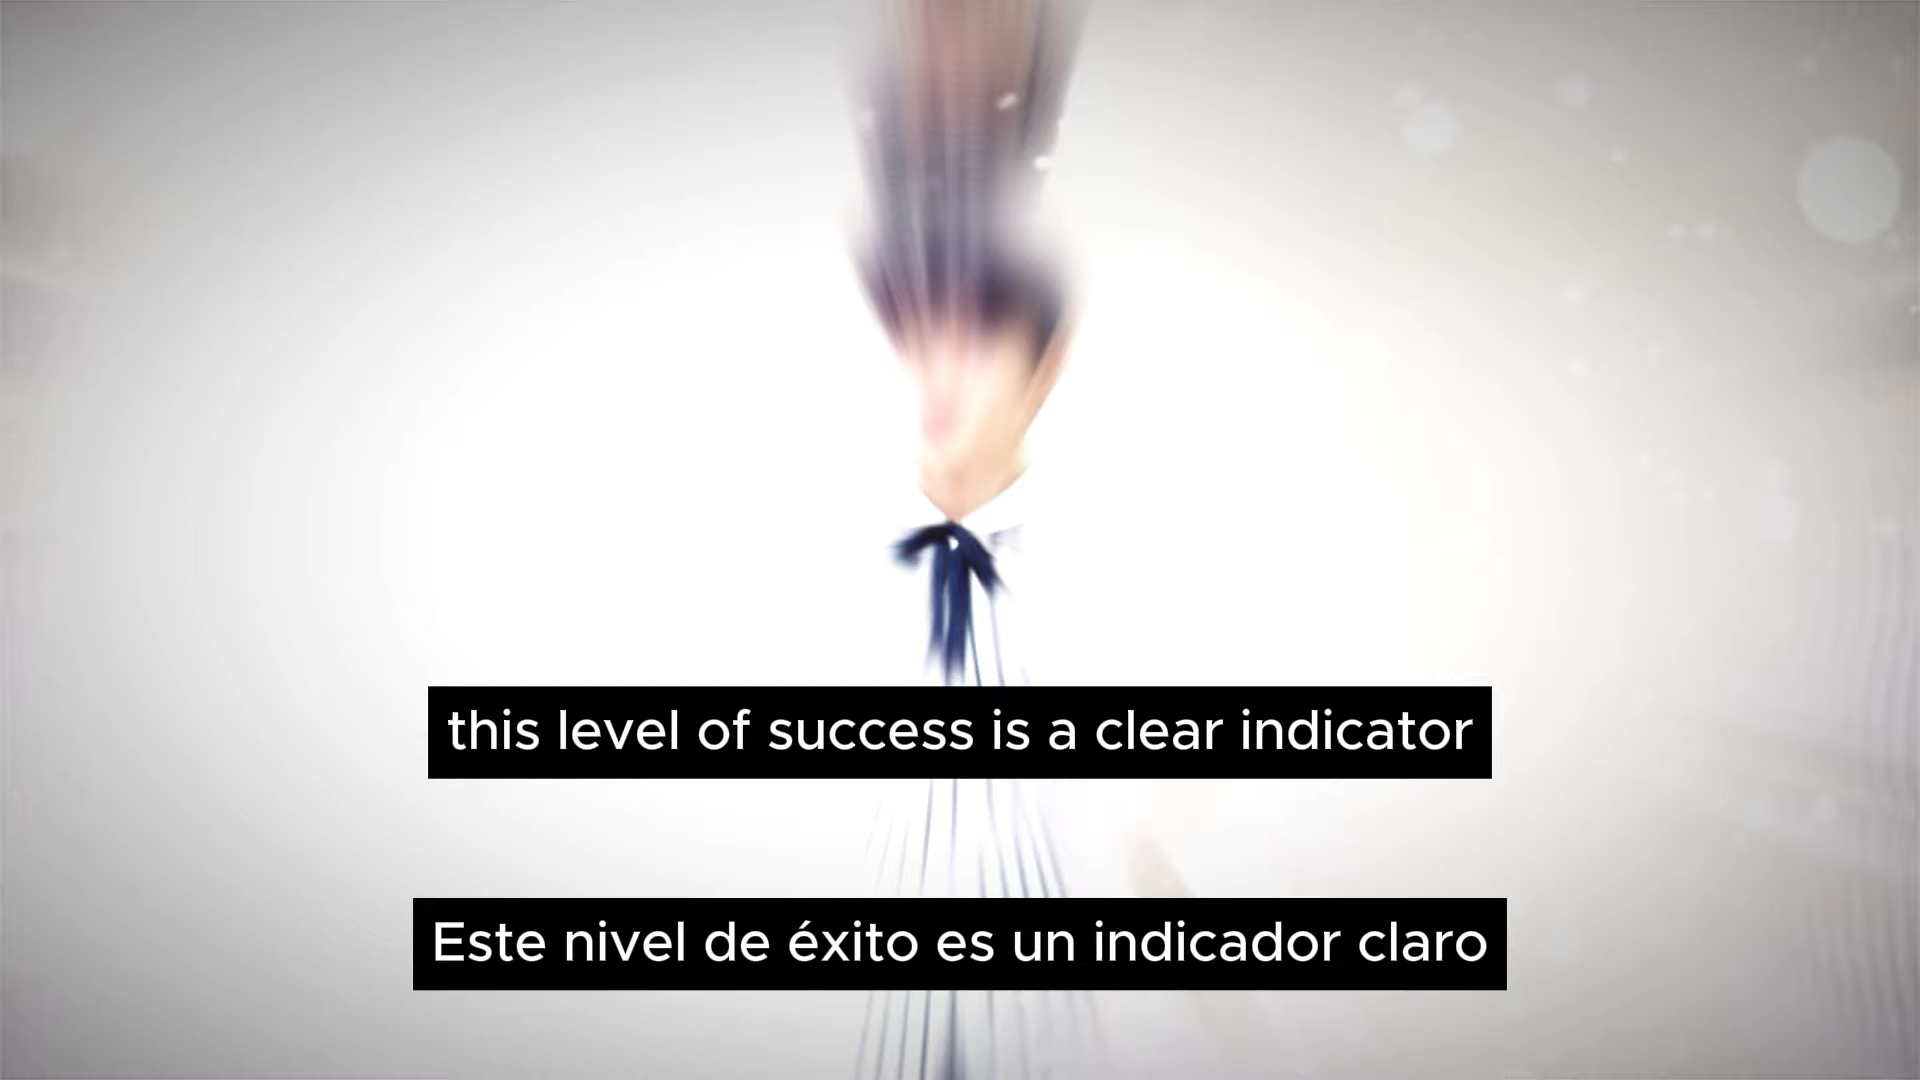 this level of success is a clear indicator
Este nivel de éxito es un indicador claro